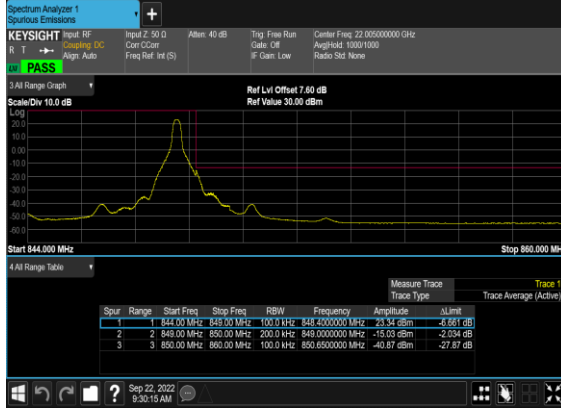 Spectrum Analyzer 1
Spurious Emissions
KEYSIGHT Input: RF Input Z: 50 Ω Atten: 40 dB Trig: Free Run Center Freq: 22.005000000 GHz
R T Coupling: DC Corr CCorr Gate: Off Avg|Hold: 1000/1000
Align: Auto Freq Ref: Int (S) IF Gain: Low Radio Std: None
PASS
3 All Range Graph
Ref Lvl Offset 7.60 dB
Scale/Div 10.0 dB Ref Value 30.00 dBm
Log
20.0
10.0
0.00
-10.0
-20.0
-30.0
-40.0
-50.0
-60.0
Start 844.000 MHz Stop 860.000 MH
4 All Range Table
Measure Trace Trace 1
Trace Type Trace Average (Active)
Spur Range Start Freq Stop Freq RBW Frequency Amplitude ΔLimit
1 1 844.00 MHz 849.00 MHz 100.0 kHz 848.4000000 MHz 23.34 dBm -6.661 dB
2 2 849.00 MHz 850.00 MHz 200.0 kHz 849.0000000 MHz -15.03 dBm -2.034 dB
3 3 850.00 MHz 860.00 MHz 100.0 kHz 850.6500000 MHz -40.87 dBm -27.87 dB
? Sep 22, 2022
9:30:15 AM